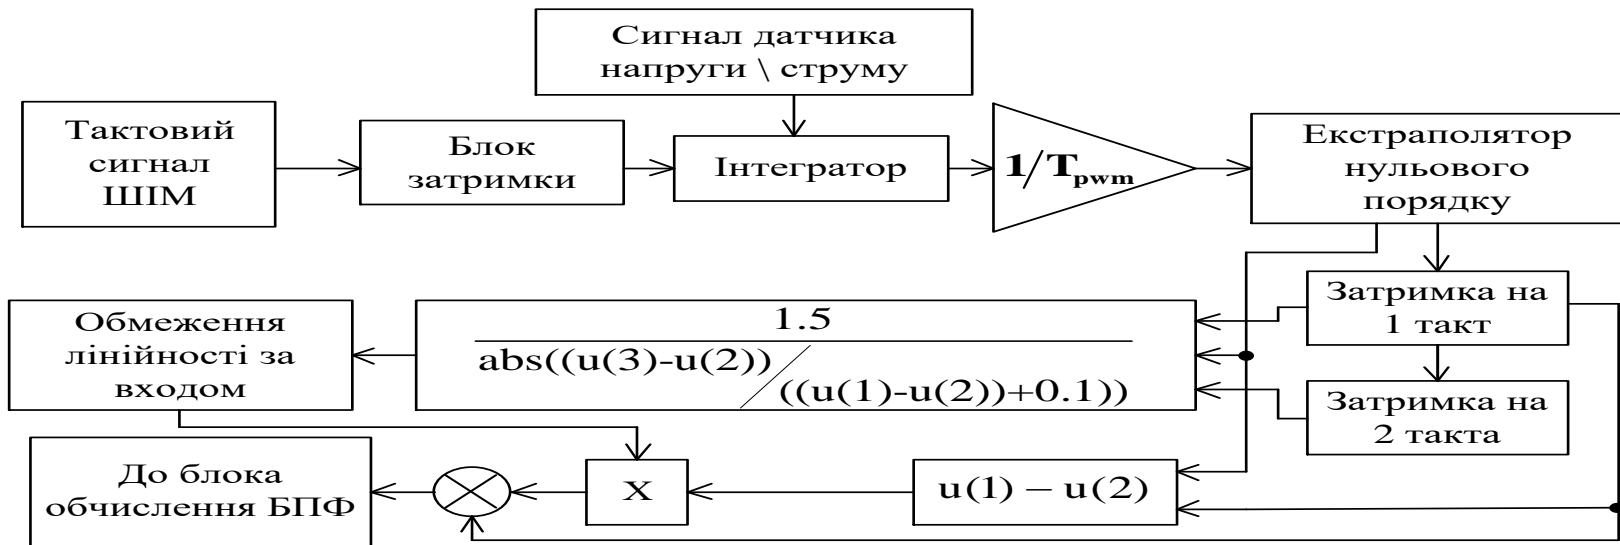 Сигнал датчика
напруги \ струму
Тактовий
сигнал
ШІМ
Блок
затримки
Інтегратор
1/Tpwm
Екстраполятор
нульового
порядку
Затримка на
1 такт
Затримка на
2 такта
1.5
abs((u(3)-u(2))/((u(1)-u(2))+0.1))
Обмеження
лінійності за
входом
До блока
обчислення БПФ
X
u(1) – u(2)